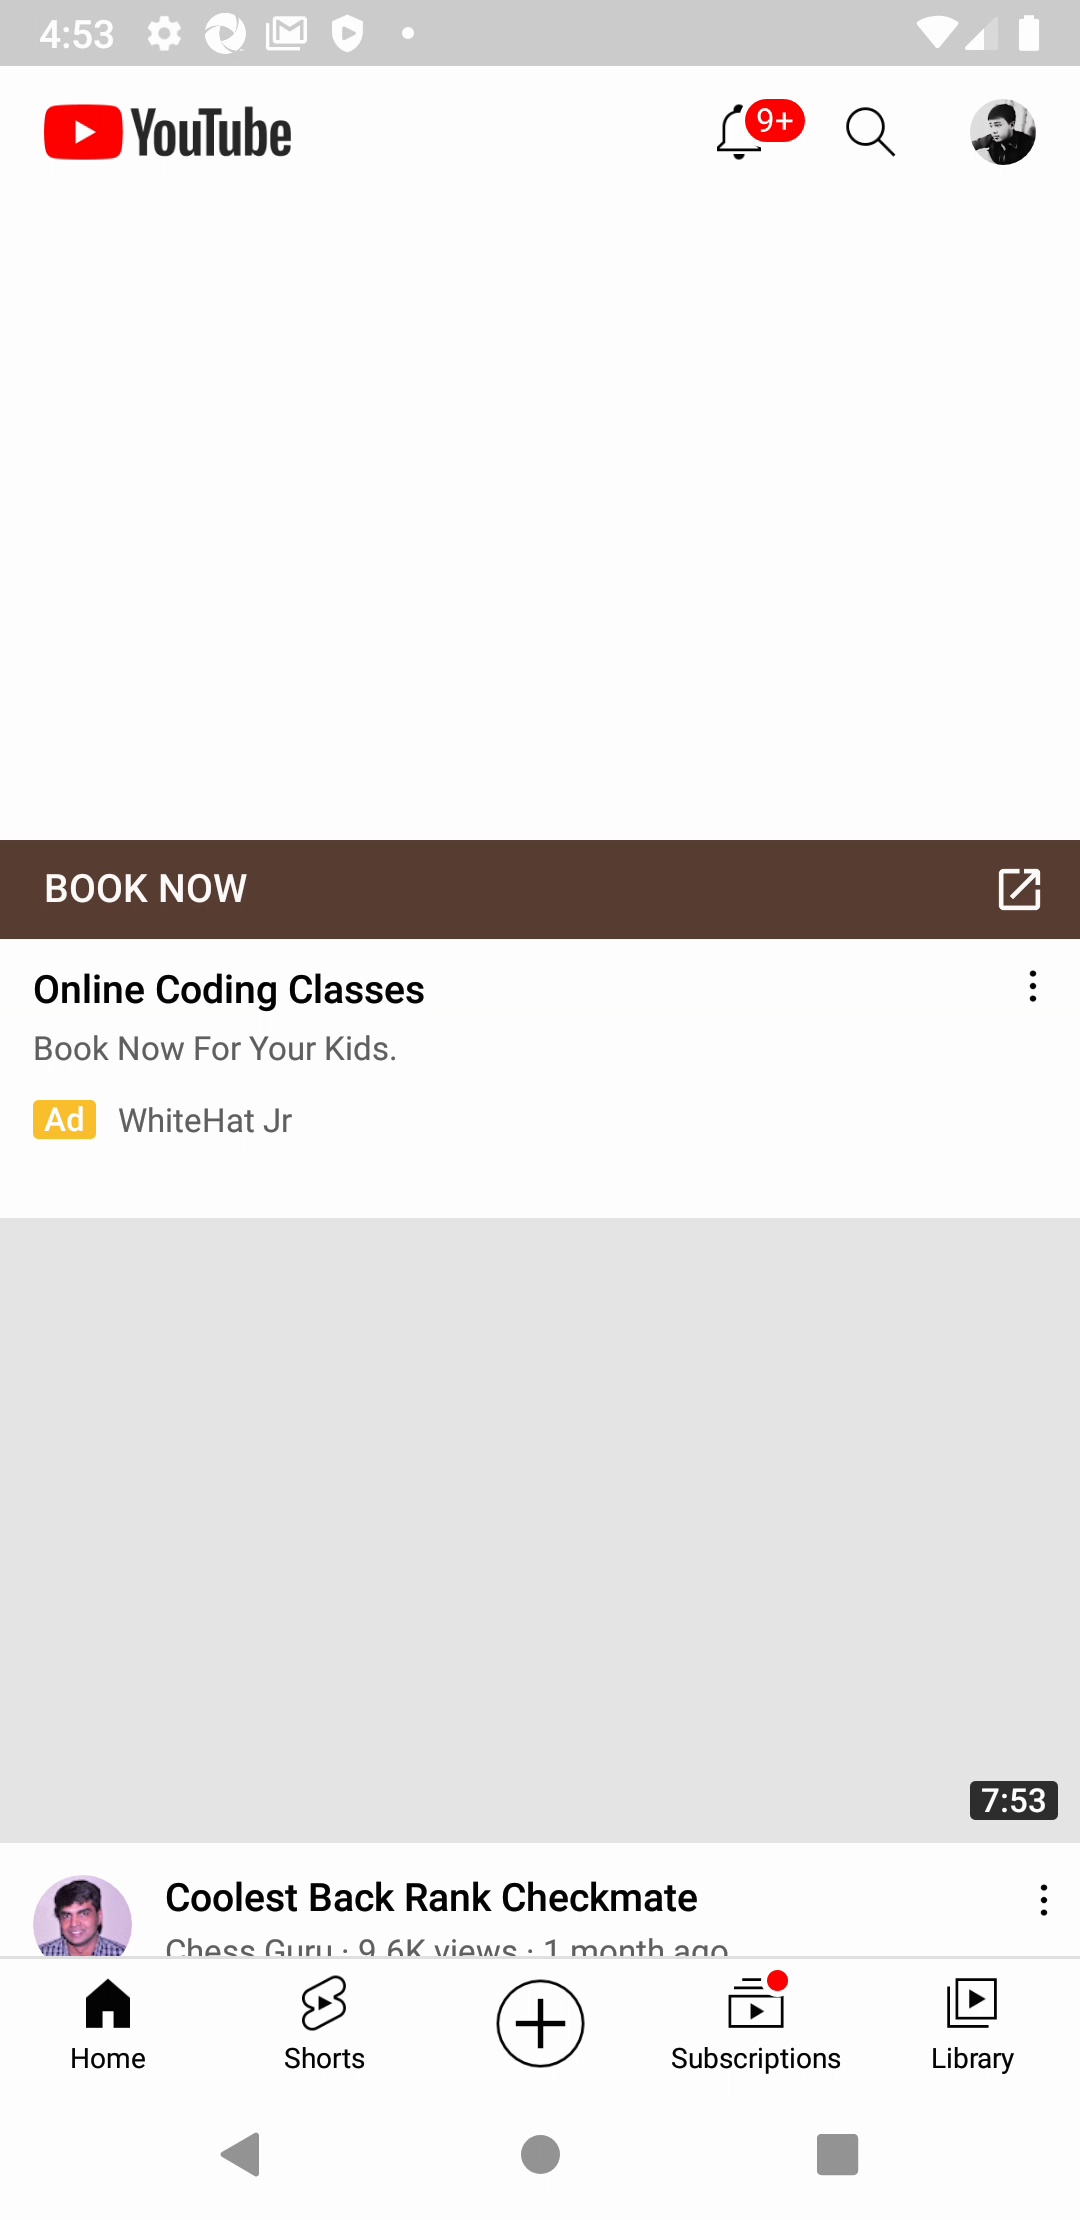 4:53
YouTube
9+
BOOK NOW
Online Coding Classes
Book Now For Your Kids.
Ad WhiteHat Jr
7:53
Coolest Back Rank Checkmate
Chess Guru · 9.6K views · 1 month ago
Home Shorts Subscriptions Library